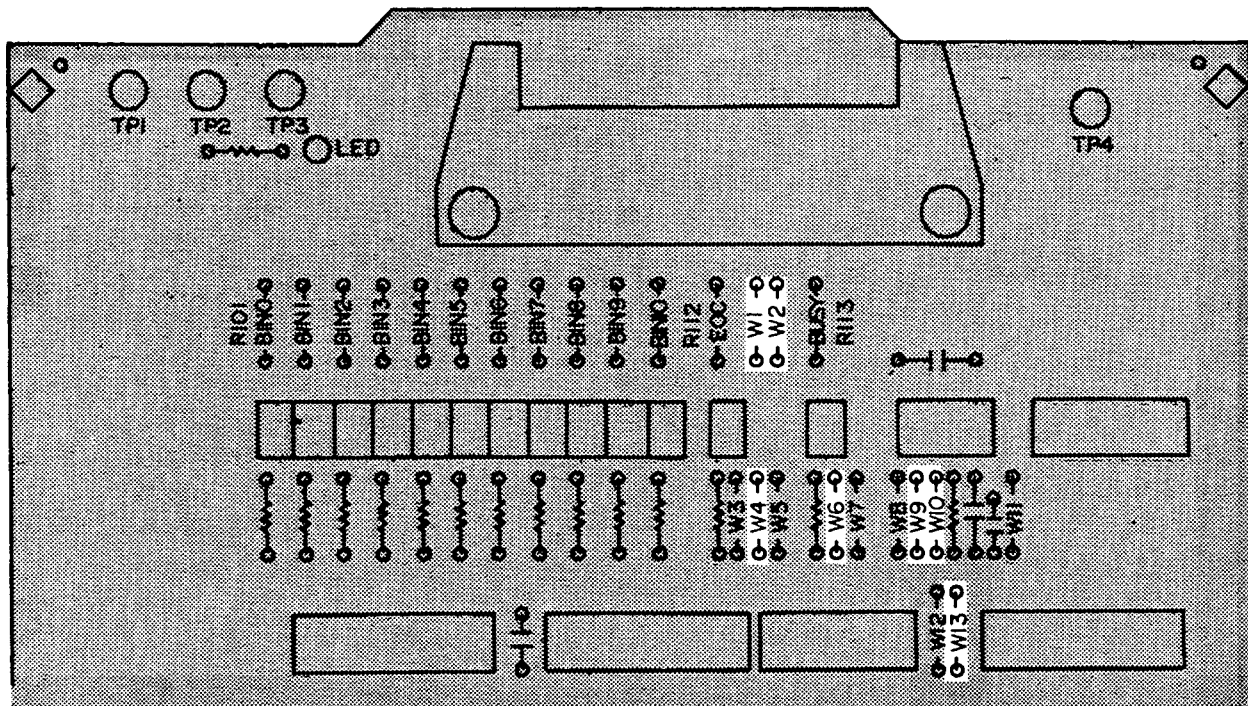 TP1 TP2 TP3
TP4
LED
R101
BIN0
BIN1
BIN2
BIN3
BIN4
BIN5
BIN6
BIN7
BIN8
BIN9
BIN0
R112
EOC
W1
W2
BUSY
R113
W3
W4
W5
W6
W7
W8
W9
W10
W11
W12
W13